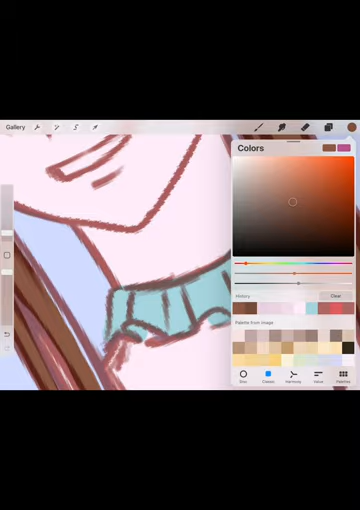 Gallery
Colors
History
Clear
Palette from image
Disc
Classic
Harmony
Value
Palettes